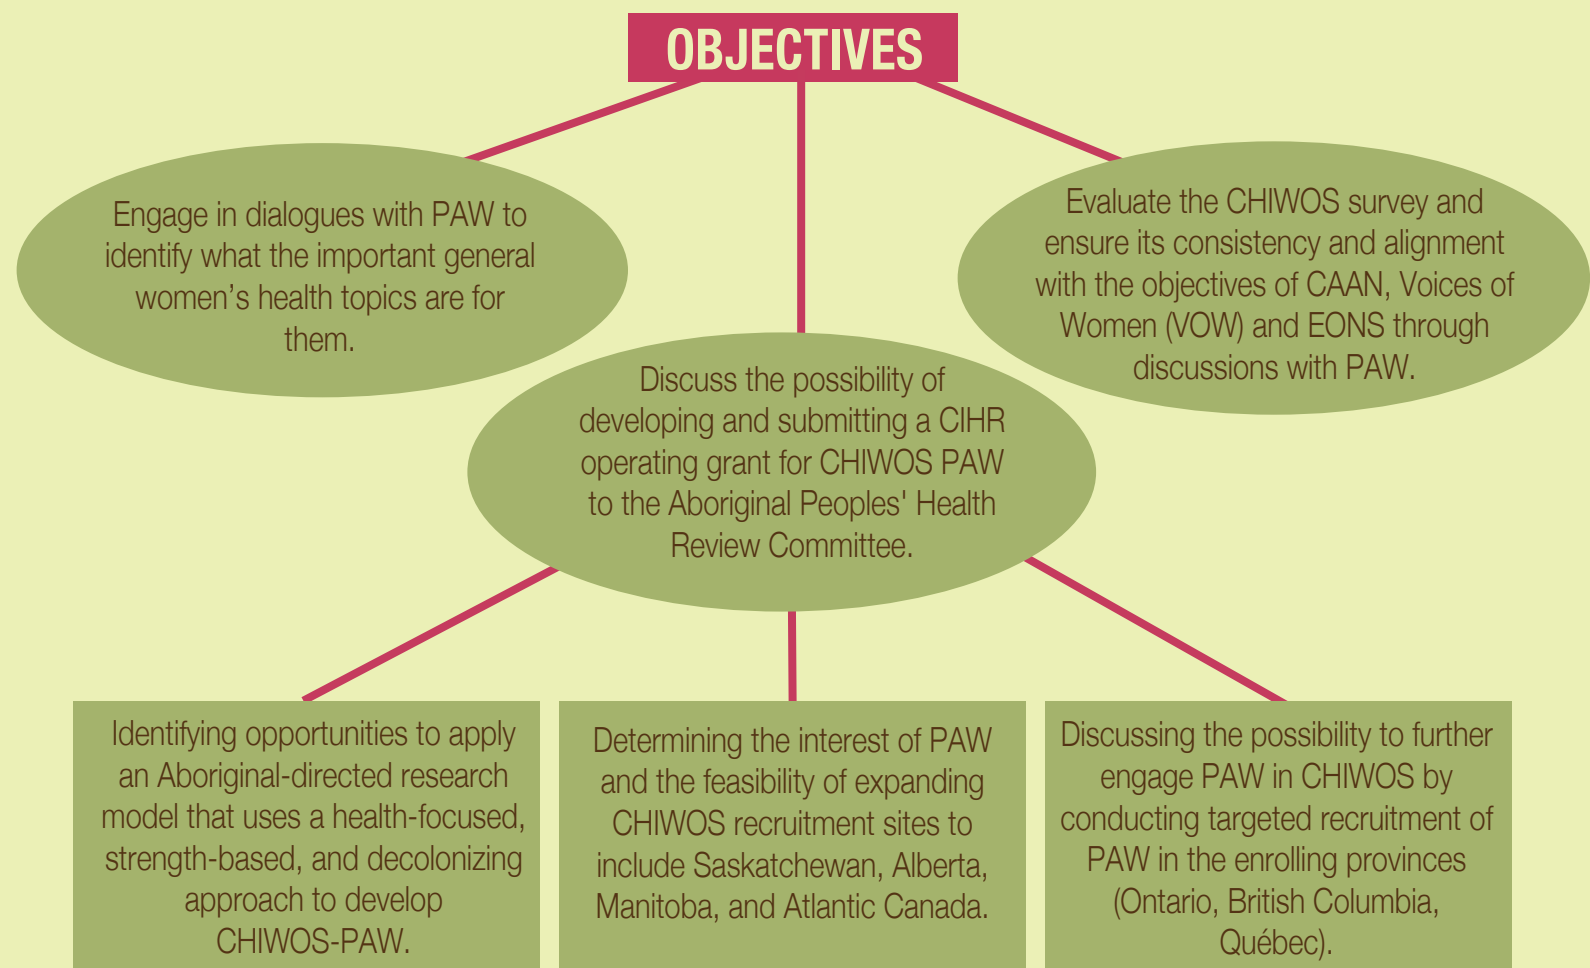 OBJECTIVES
Engage in dialogues with PAW to
identify what the important general
women’s health topics are for
them.
Evaluate the CHIWOS survey and
ensure its consistency and alignment
with the objectives of CAAN, Voices of
Women (VOW) and EONS through
discussions with PAW.
Discuss the possibility of
developing and submitting a CIHR
operating grant for CHIWOS PAW
to the Aboriginal Peoples' Health
Review Committee.
Identifying opportunities to apply
an Aboriginal-directed research
model that uses a health-focused,
strength-based, and decolonizing
approach to develop
CHIWOS-PAW.
Determining the interest of PAW
and the feasibility of expanding
CHIWOS recruitment sites to
include Saskatchewan, Alberta,
Manitoba, and Atlantic Canada.
Discussing the possibility to further
engage PAW in CHIWOS by
conducting targeted recruitment of
PAW in the enrolling provinces
(Ontario, British Columbia,
Québec).